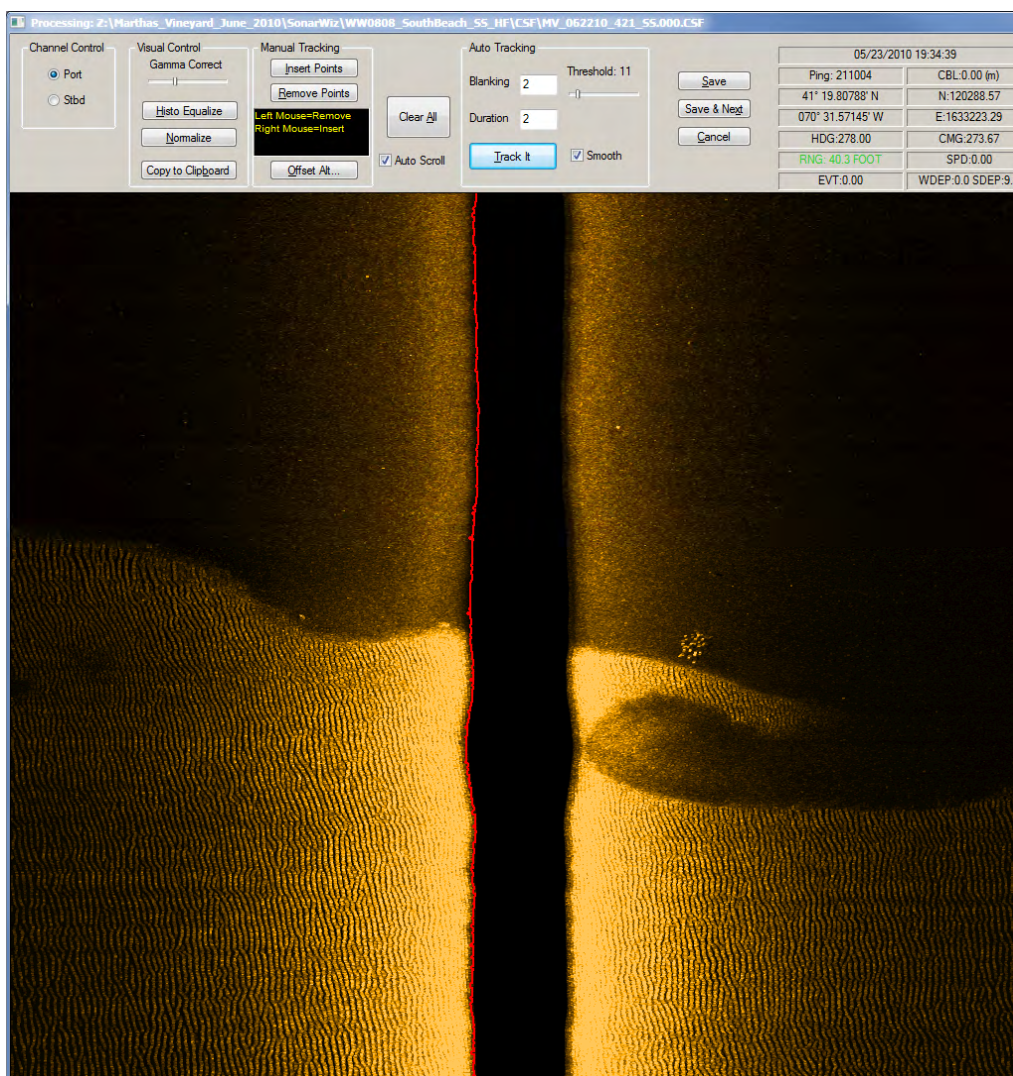 Processing: Z:\Marthas_Vineyard_June_2010\SonarWiz\WW0808_SouthBeach_SS_HF\CSF\MV_062210_421_SS.000.CSF
Channel Control
Port
Stbd
Visual Control
Gamma Correct
Histo Equalize
Normalize
Copy to Clipboard
Manual Tracking
Insert Points
Remove Points
Left Mouse=Remove
Right Mouse=Insert
Offset Alt...
Clear All
Auto Scroll
Auto Tracking
Blanking 2
Threshold: 11
Duration 2
Track It
Smooth
Save
Save & Next
Cancel
05/23/2010 19:34:39
Ping: 211004 CBL:0.00 (m)
41° 19.80788' N N:120288.57
070° 31.57145' W E:1633223.29
HDG:278.00 CMG:273.67
RNG: 40.3 FOOT SPD:0.00
EVT:0.00 WDEP:0.0 SDEP:9.